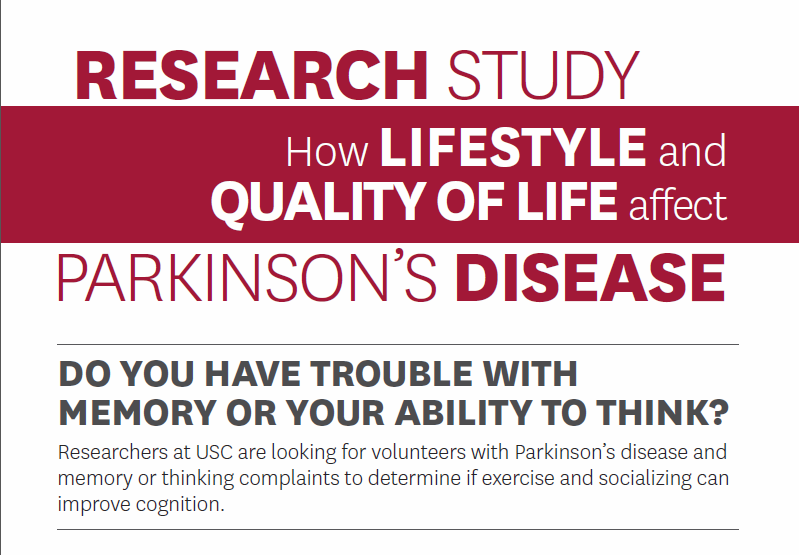 RESEARCH STUDY
How LIFESTYLE and
QUALITY OF LIFE affect
PARKINSON'S DISEASE
DO YOU HAVE TROUBLE WITH
MEMORY OR YOUR ABILITY TO THINK?
Researchers at USC are looking for volunteers with Parkinson's disease and
memory or thinking complaints to determine if exercise and socializing can
improve cognition.